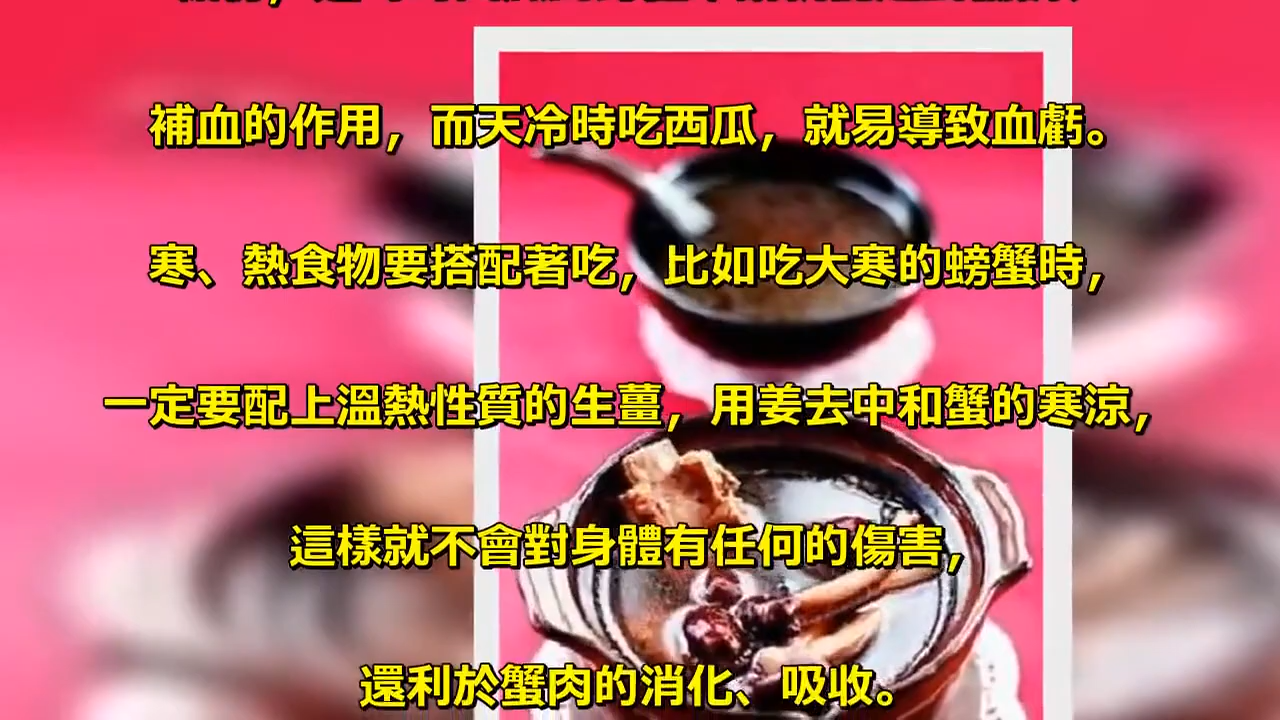 補血的作用，而天冷時吃西瓜，就易導致血虧。
寒、熱食物要搭配著吃，比如吃大寒的螃蟹時，
一定要配上溫熱性質的生薑，用姜去中和蟹的寒涼，
這樣就不會對身體有任何的傷害，
還利於蟹肉的消化、吸收。